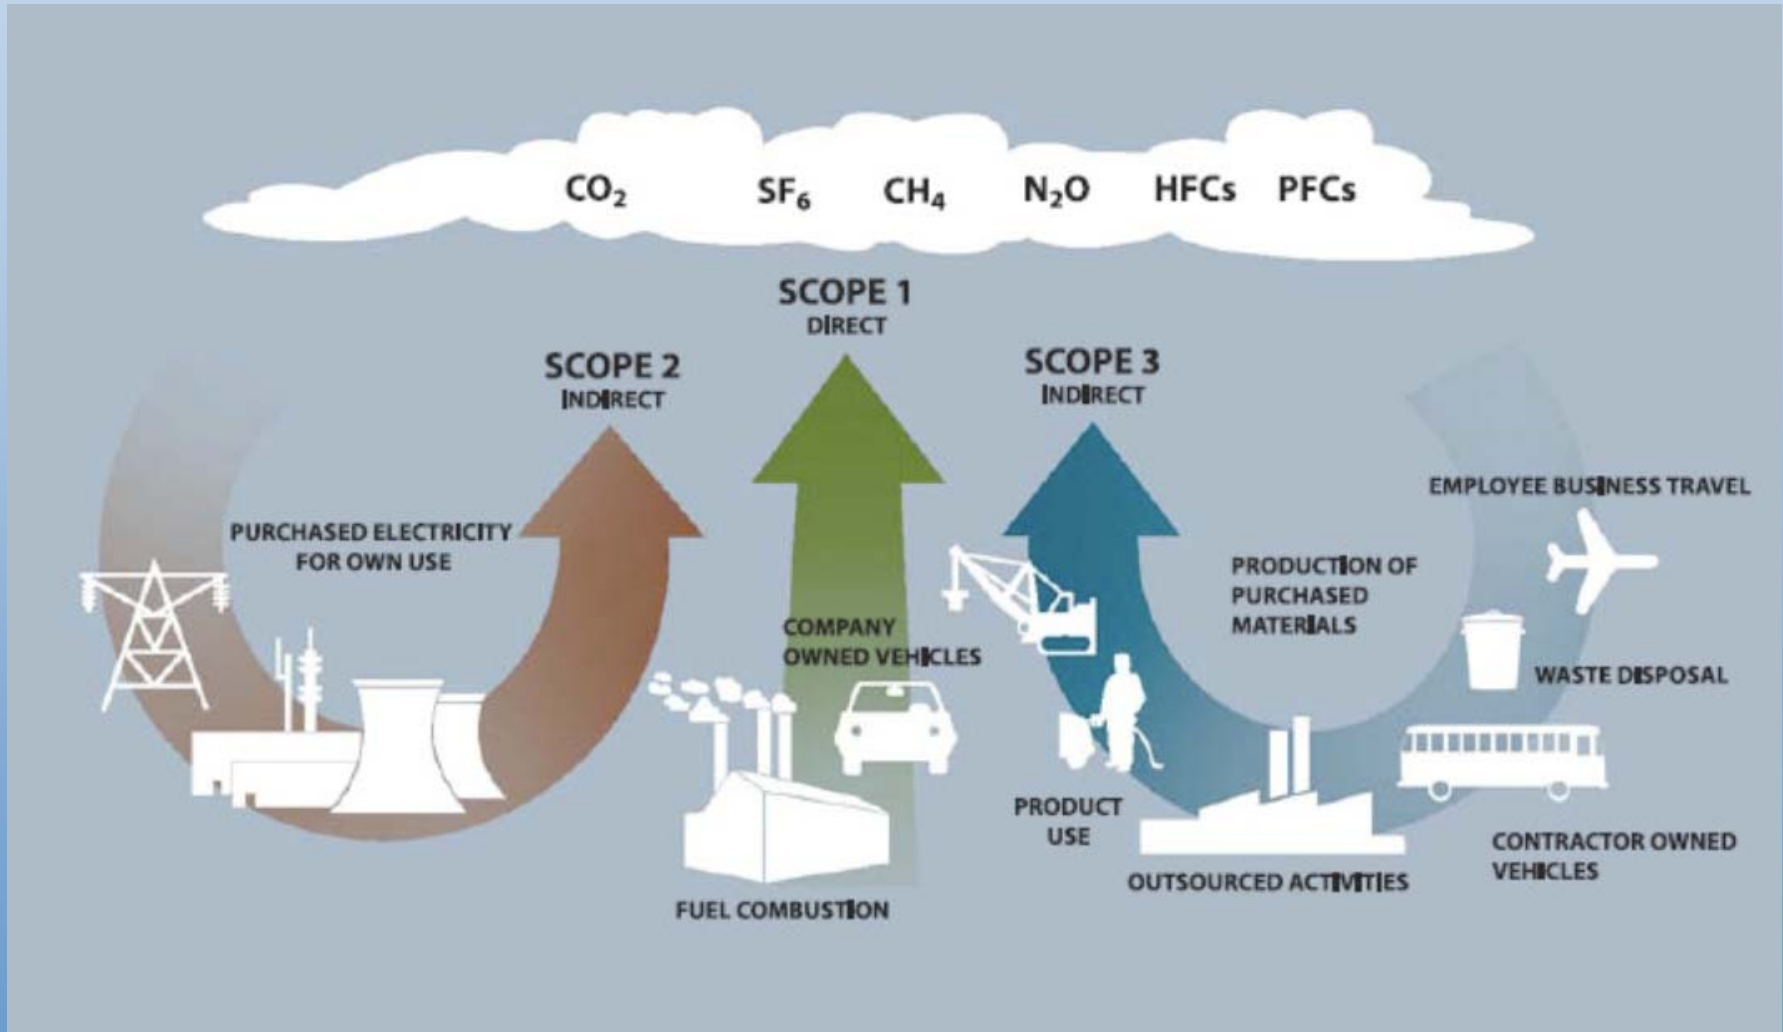 CO₂ SF₆ CH₄ N₂O HFCs PFCs
SCOPE 1
DIRECT
SCOPE 2
INDIRECT
SCOPE 3
INDIRECT
PURCHASED ELECTRICITY
FOR OWN USE
COMPANY
OWNED VEHICLES
FUEL COMBUSTION
PRODUCT
USE
PRODUCTION OF
PURCHASED
MATERIALS
OUTSOURCED ACTIVITIES
EMPLOYEE BUSINESS TRAVEL
WASTE DISPOSAL
CONTRACTOR OWNED
VEHICLES